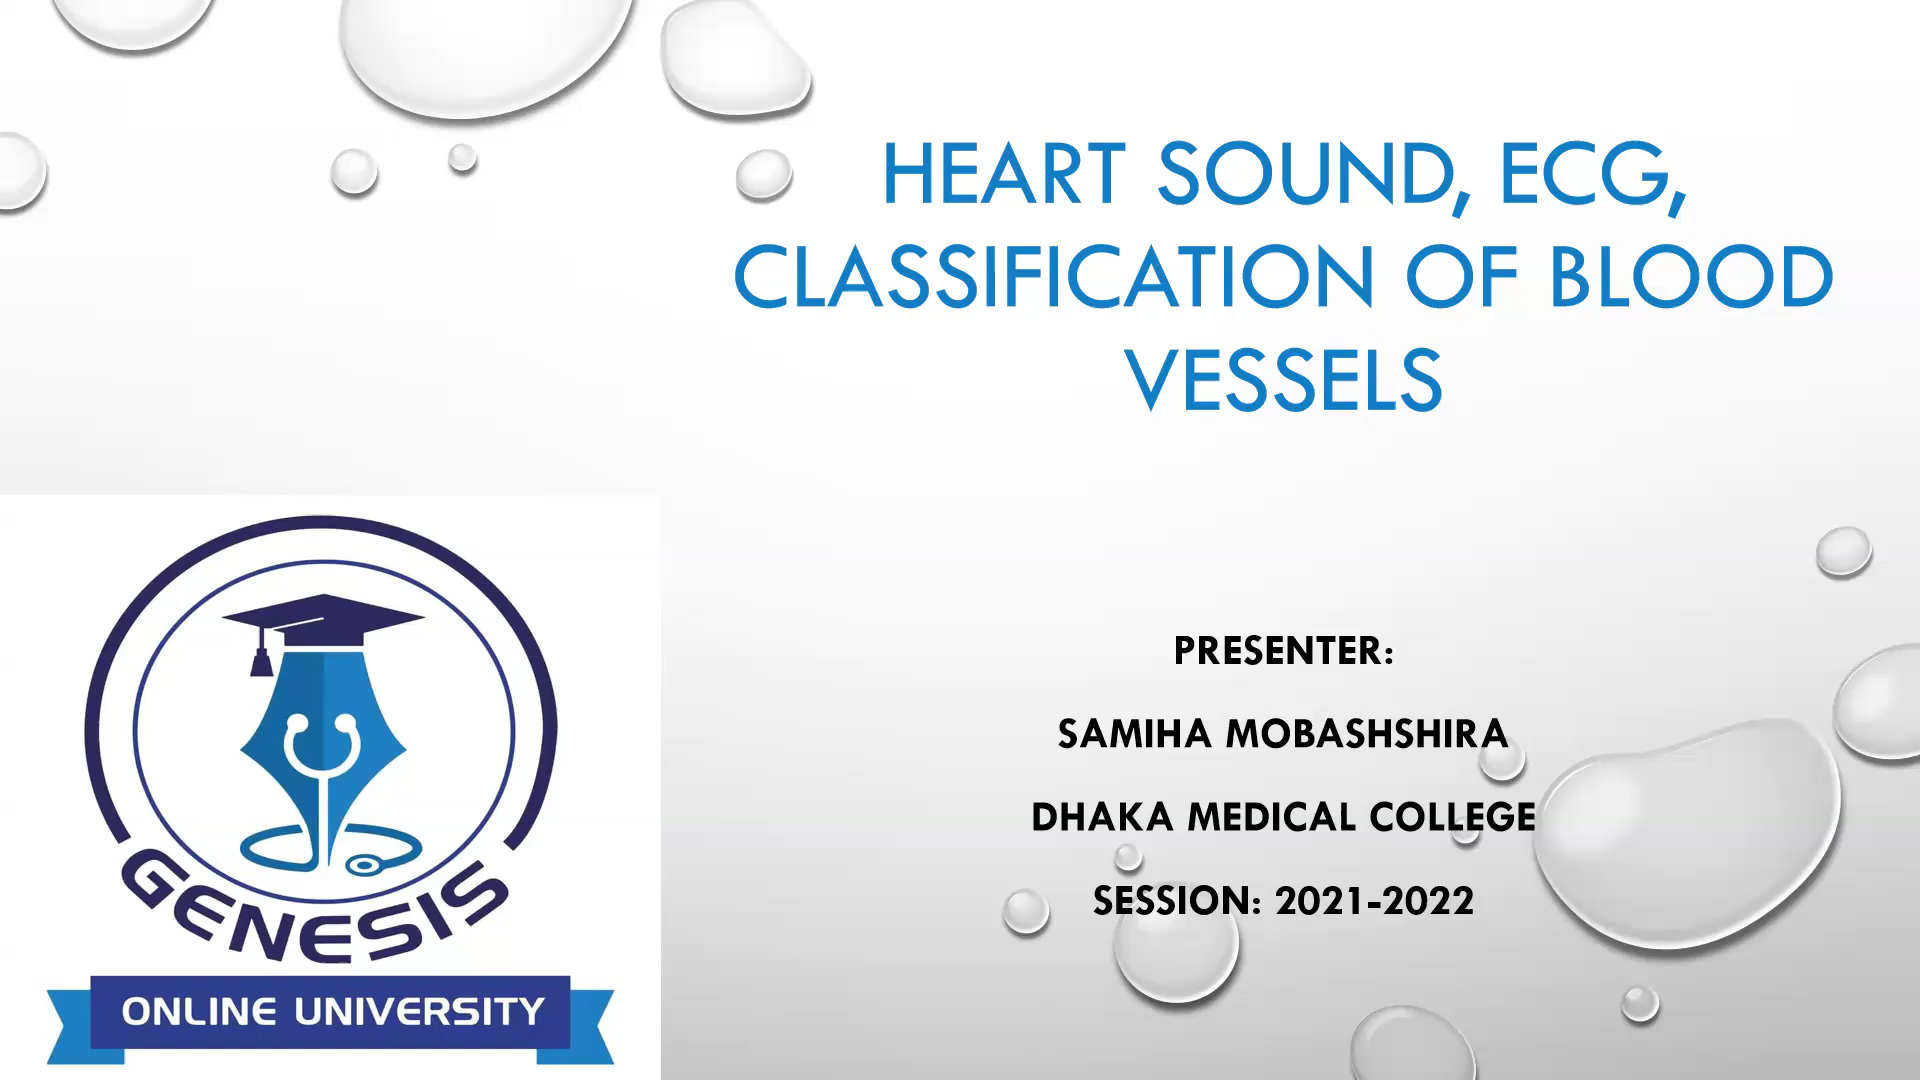 HEART SOUND, ECG,
CLASSIFICATION OF BLOOD
VESSELS
PRESENTER:
SAMIHA MOBASHSHIRA
DHAKA MEDICAL COLLEGE
SESSION: 2021-2022
GENESIS
ONLINE UNIVERSITY